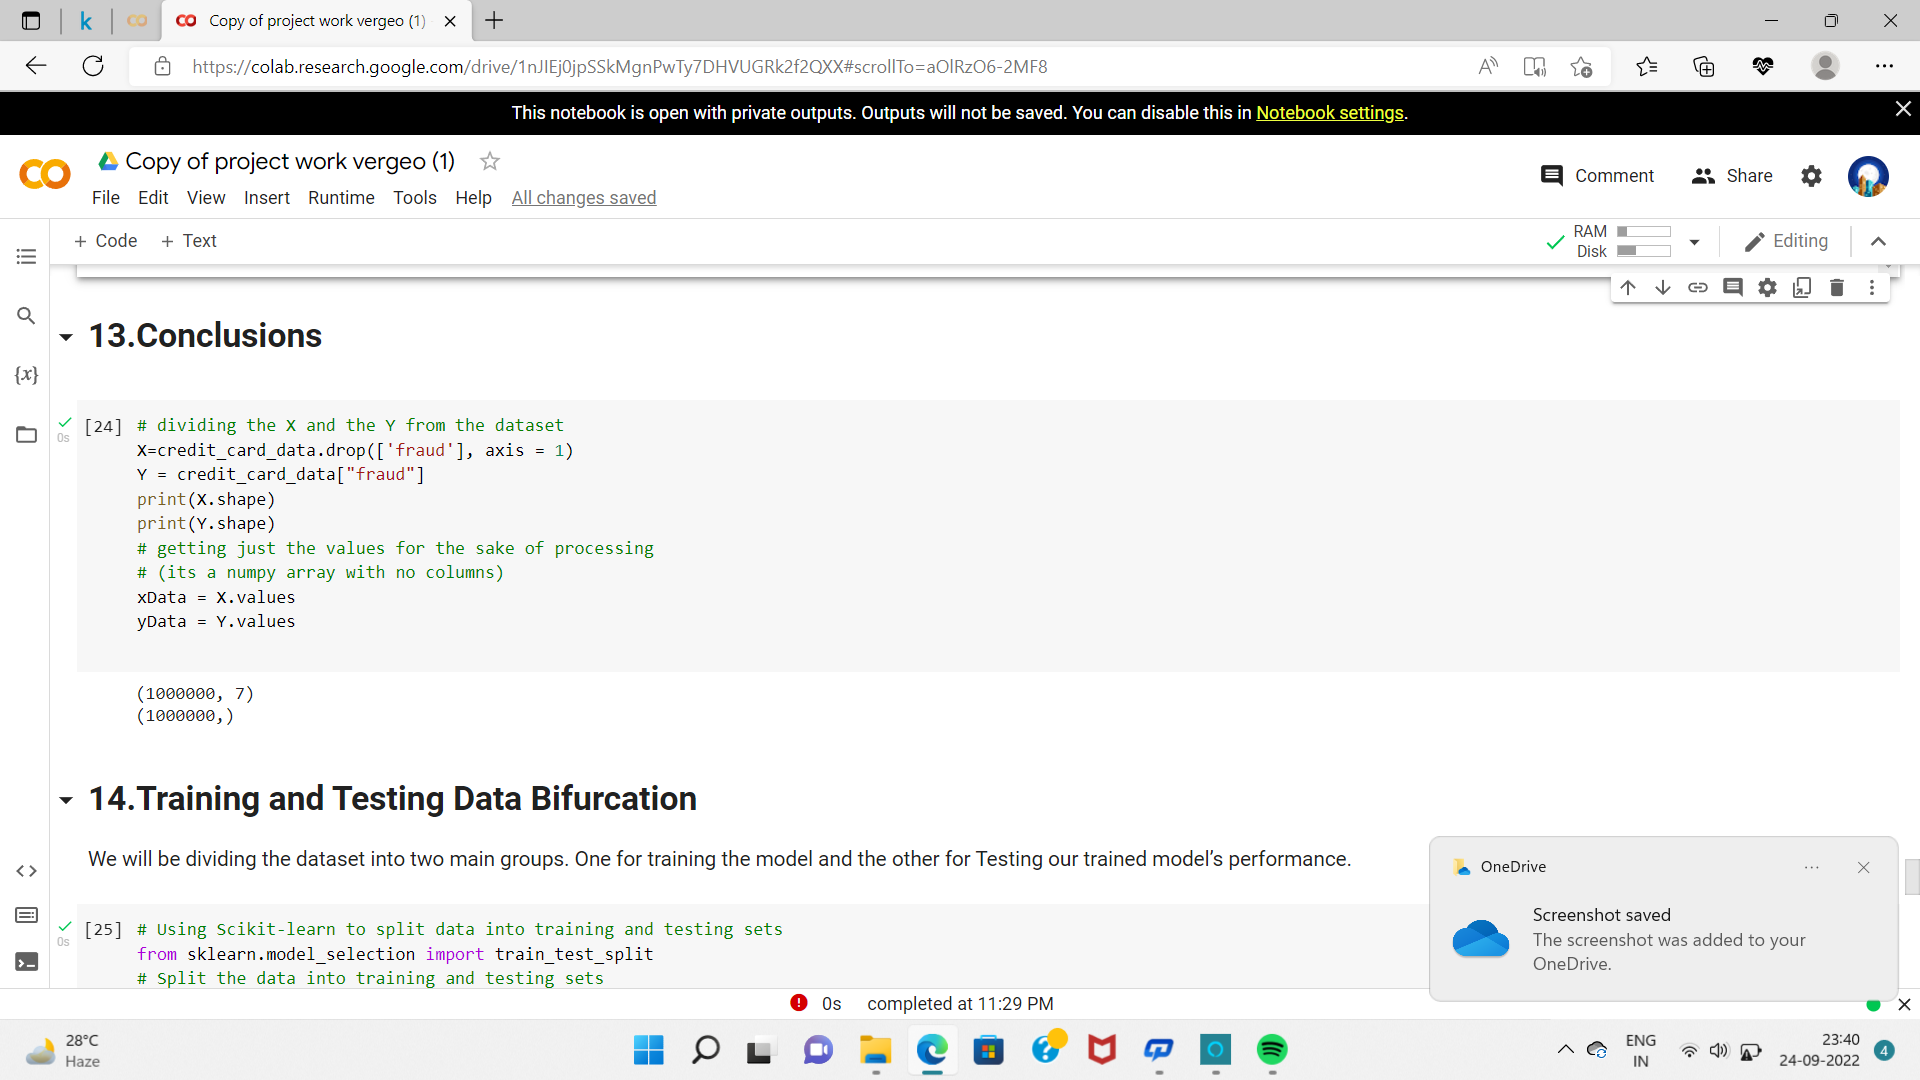 Copy of project work vergeo (1)
https://colab.research.google.com/drive/1nJIEj0jpSSkMgnPwTy7DHVUGRk2f2QXX#scrollTo=aOlRzO6-2MF8
This notebook is open with private outputs. Outputs will not be saved. You can disable this in Notebook settings.
Copy of project work vergeo (1)
Comment Share
File Edit View Insert Runtime Tools Help All changes saved
+ Code + Text
RAM
Disk
Editing
13.Conclusions
{x}
0s
[24] # dividing the X and the Y from the dataset
X=credit_card_data.drop(['fraud'], axis = 1)
Y = credit_card_data["fraud"]
print(X.shape)
print(Y.shape)
# getting just the values for the sake of processing
# (its a numpy array with no columns)
xData = X.values
yData = Y.values
(1000000, 7)
(1000000,)
14.Training and Testing Data Bifurcation
We will be dividing the dataset into two main groups. One for training the model and the other for Testing our trained model’s performance.
0s
[25] # Using Scikit-learn to split data into training and testing sets
from sklearn.model_selection import train_test_split
# Split the data into training and testing sets
OneDrive
Screenshot saved
The screenshot was added to your
OneDrive.
0s completed at 11:29 PM
28°C
Haze
ENG
IN
23:40
24-09-2022
4